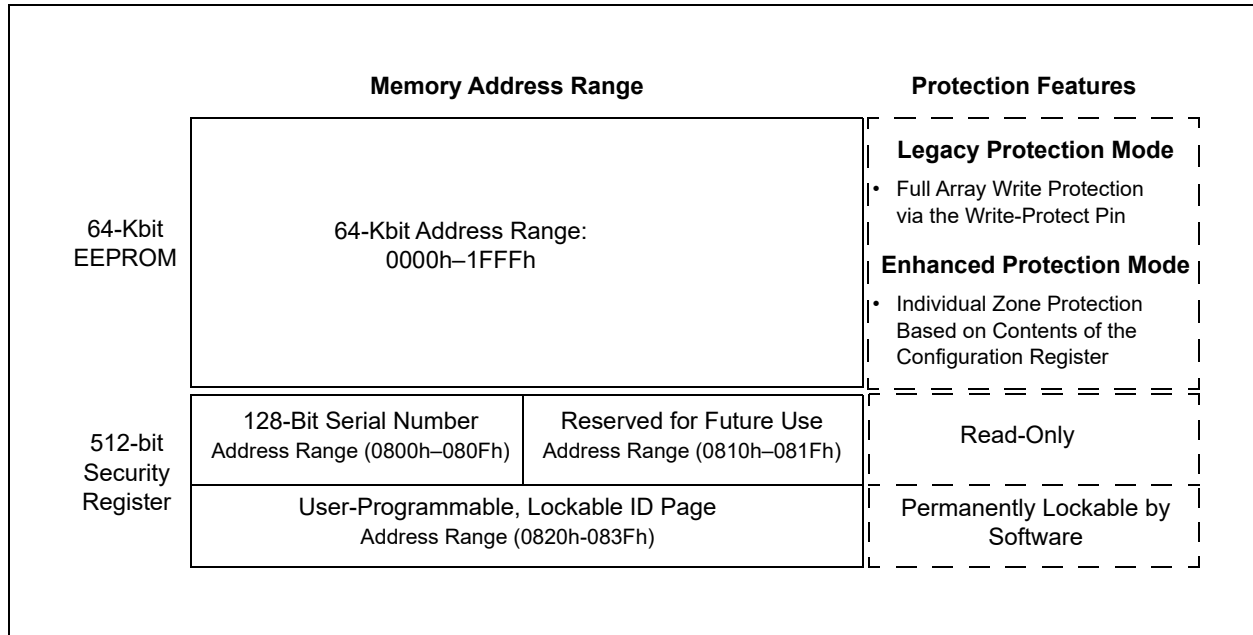 Memory Address Range
Protection Features
64-Kbit
EEPROM
64-Kbit Address Range:
0000h–1FFFh
Legacy Protection Mode
• Full Array Write Protection
via the Write-Protect Pin
Enhanced Protection Mode
• Individual Zone Protection
Based on Contents of the
Configuration Register
512-bit
Security
Register
128-Bit Serial Number
Address Range (0800h–080Fh)
Reserved for Future Use
Address Range (0810h–081Fh)
Read-Only
User-Programmable, Lockable ID Page
Address Range (0820h-083Fh)
Permanently Lockable by
Software